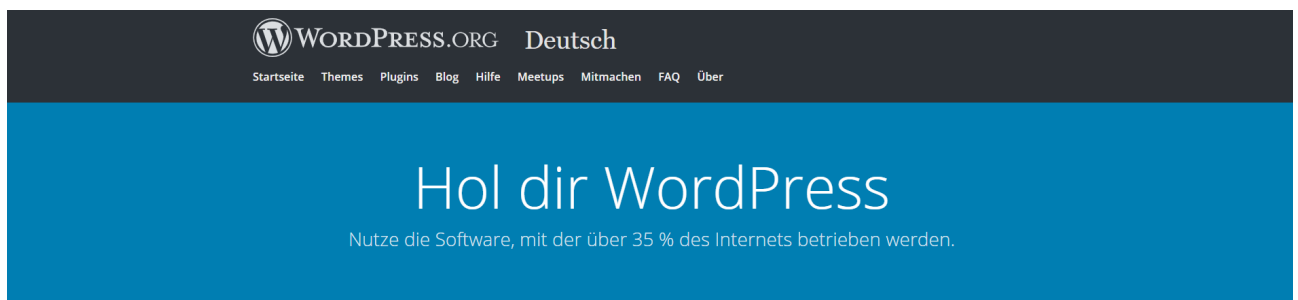 WORDPRESS.ORG Deutsch
Startseite Themes Plugins Blog Hilfe Meetups Mitmachen FAQ Über
Hol dir WordPress
Nutze die Software, mit der über 35 % des Internets betrieben werden.